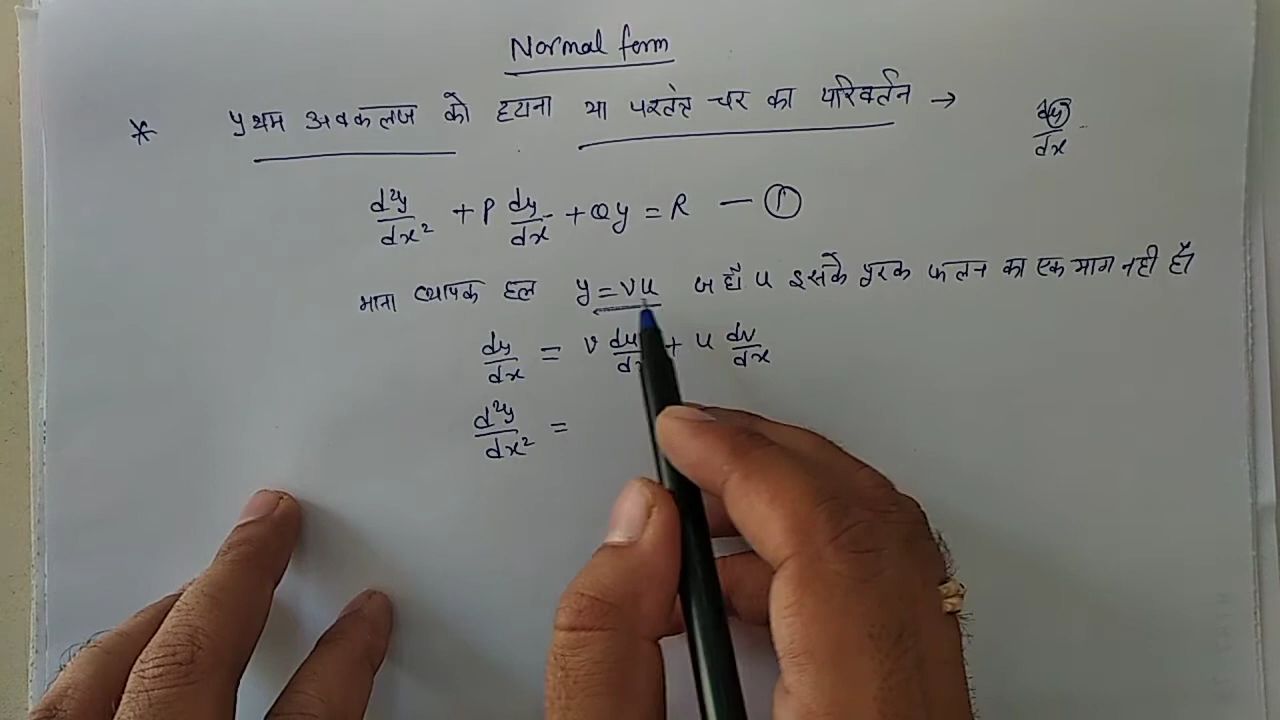 Normal form
* प्रथम अवकलज को हटाना या परतंत्र चर का परिवर्तन → dy/dx
d²y/dx² + P dy/dx + Qy = R — ①
माना व्यापक हल y = vu जहाँ u इसके पूरक फलन का एक भाग नही है।
dy/dx = v du/dx + u dv/dx
d²y/dx² =